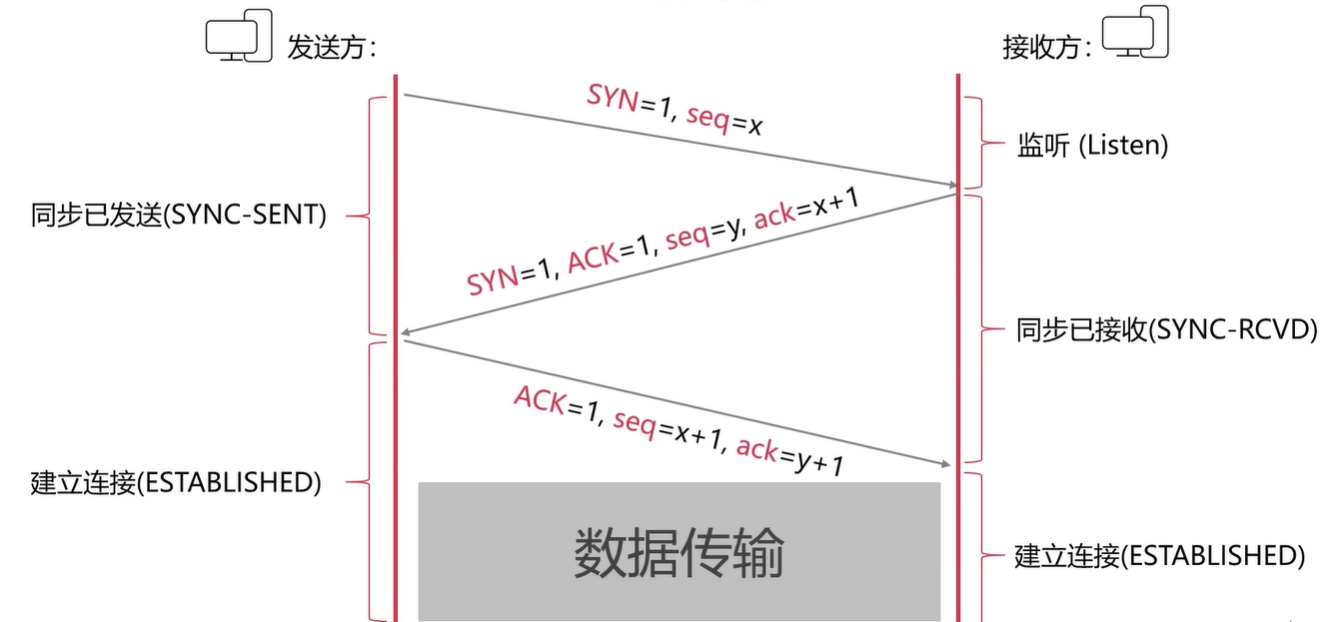 发送方：
接收方：
SYN=1, seq=x
监听 (Listen)
同步已发送(SYNC-SENT)
SYN=1, ACK=1, seq=y, ack=x+1
同步已接收(SYNC-RCVD)
ACK=1, seq=x+1, ack=y+1
建立连接(ESTABLISHED)
数据传输
建立连接(ESTABLISHED)